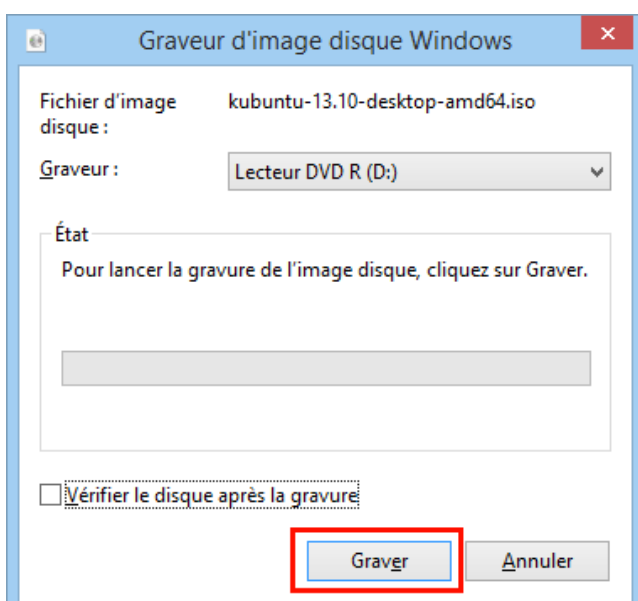 Graveur d'image disque Windows
Fichier d'image kubuntu-13.10-desktop-amd64.iso
disque :
Graveur : Lecteur DVD R (D:)
État
Pour lancer la gravure de l'image disque, cliquez sur Graver.
Vérifier le disque après la gravure
Graver Annuler